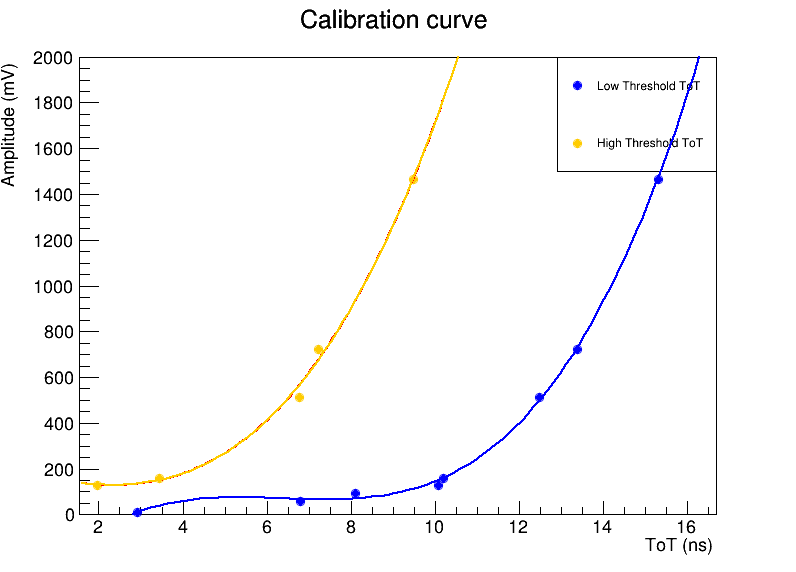 Calibration curve
Amplitude (mV)
2000
1800
1600
1400
1200
1000
800
600
400
200
0
Low Threshold ToT
High Threshold ToT
2 4 6 8 10 12 14 16
ToT (ns)